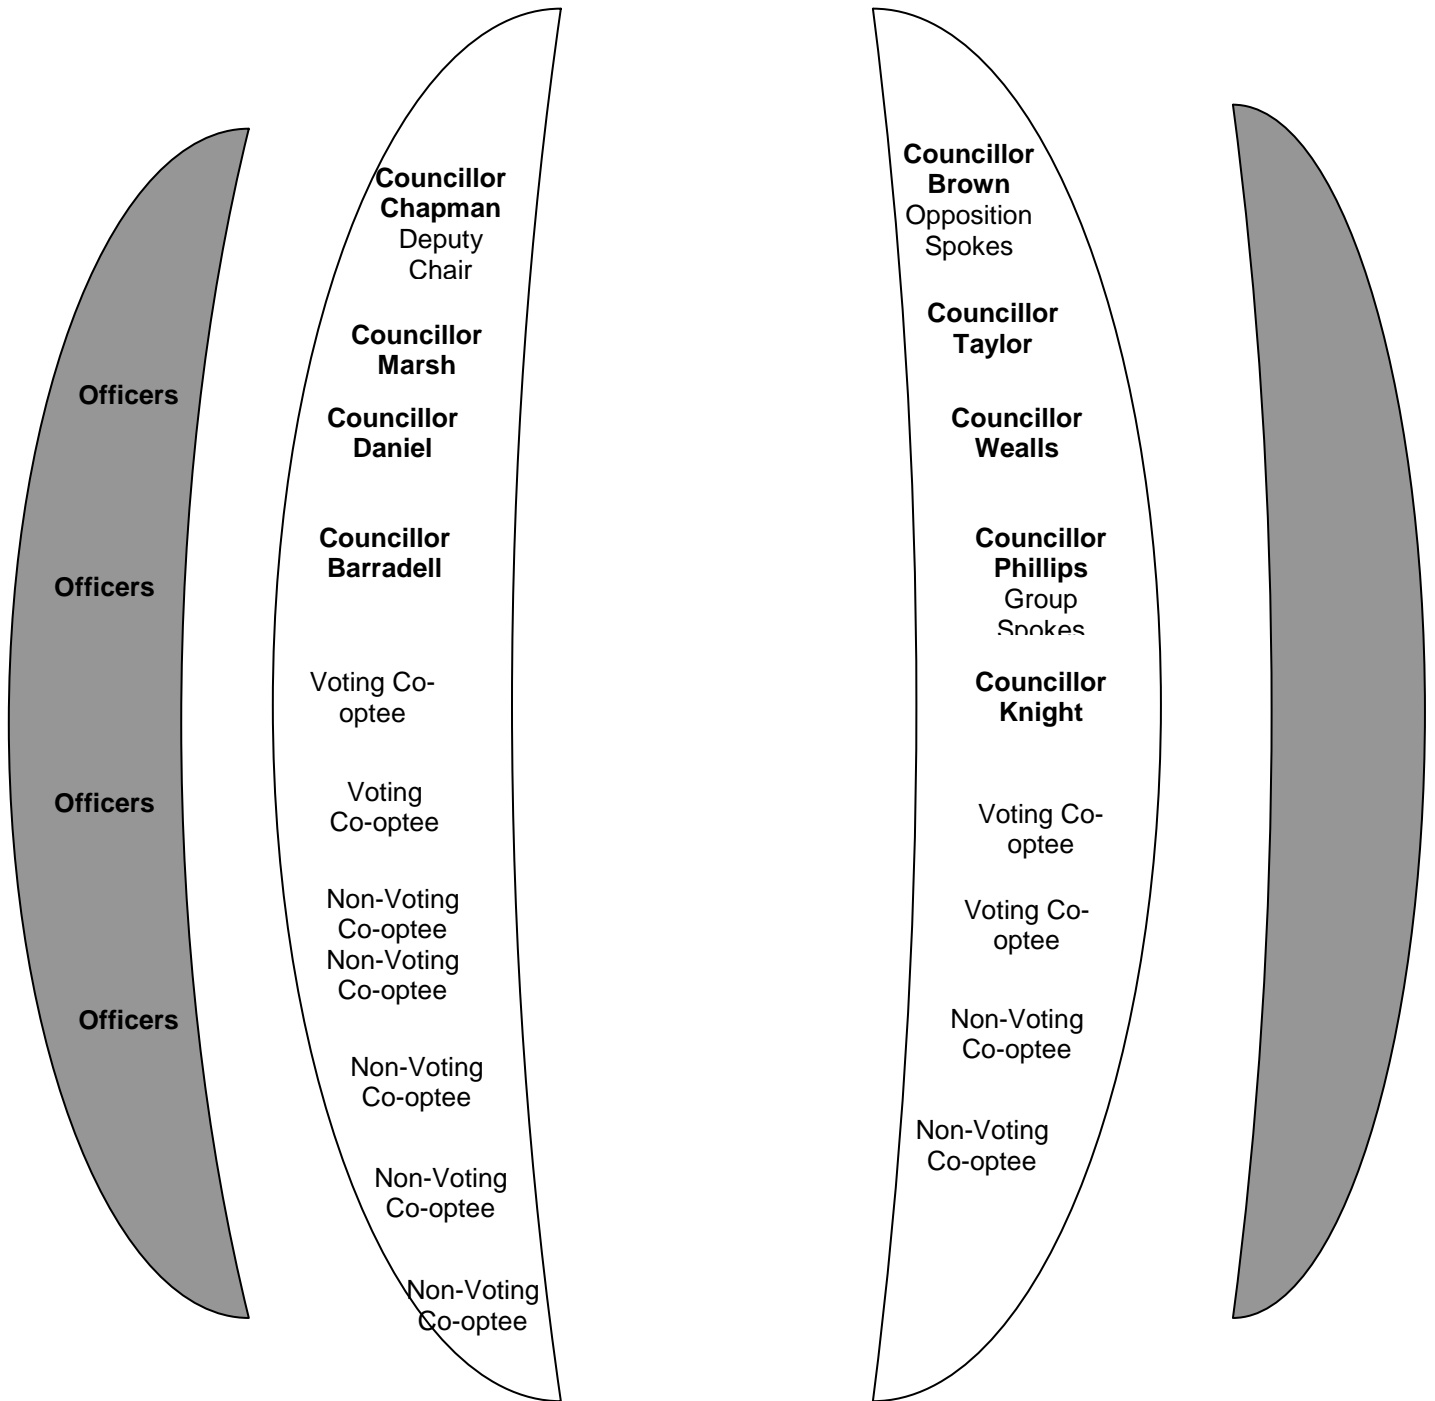 Officers
Officers
Officers
Officers
Councillor
Chapman
Deputy
Chair
Councillor
Marsh
Councillor
Daniel
Councillor
Barradell
Voting Co-
optee
Voting
Co-optee
Non-Voting
Co-optee
Non-Voting
Co-optee
Non-Voting
Co-optee
Non-Voting
Co-optee
Non-Voting
Co-optee
Councillor
Brown
Opposition
Spokes
Councillor
Taylor
Councillor
Wealls
Councillor
Phillips
Group
Spokes
Councillor
Knight
Voting Co-
optee
Voting Co-
optee
Non-Voting
Co-optee
Non-Voting
Co-optee